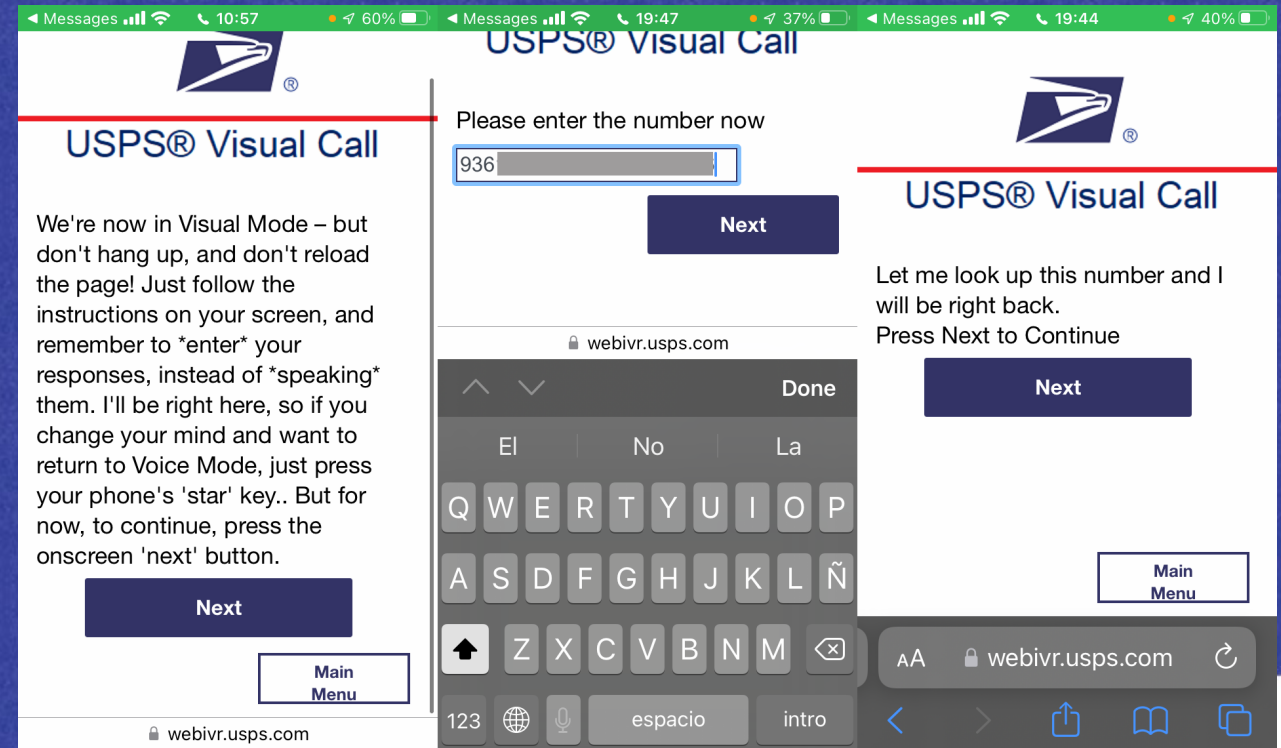 Messages 10:57 60%
USPS® Visual Call
We're now in Visual Mode – but
don't hang up, and don't reload
the page! Just follow the
instructions on your screen, and
remember to *enter* your
responses, instead of *speaking*
them. I'll be right here, so if you
change your mind and want to
return to Voice Mode, just press
your phone's 'star' key.. But for
now, to continue, press the
onscreen 'next' button.
Next
Main
Menu
webivr.usps.com
Messages 19:47 37%
USPS® Visual Call
Please enter the number now
936
Next
webivr.usps.com
Done
El No La
Q W E R T Y U I O P
A S D F G H J K L Ñ
Z X C V B N M
123 espacio intro
Messages 19:44 40%
®
USPS® Visual Call
Let me look up this number and I
will be right back.
Press Next to Continue
Next
Main
Menu
AA webivr.usps.com